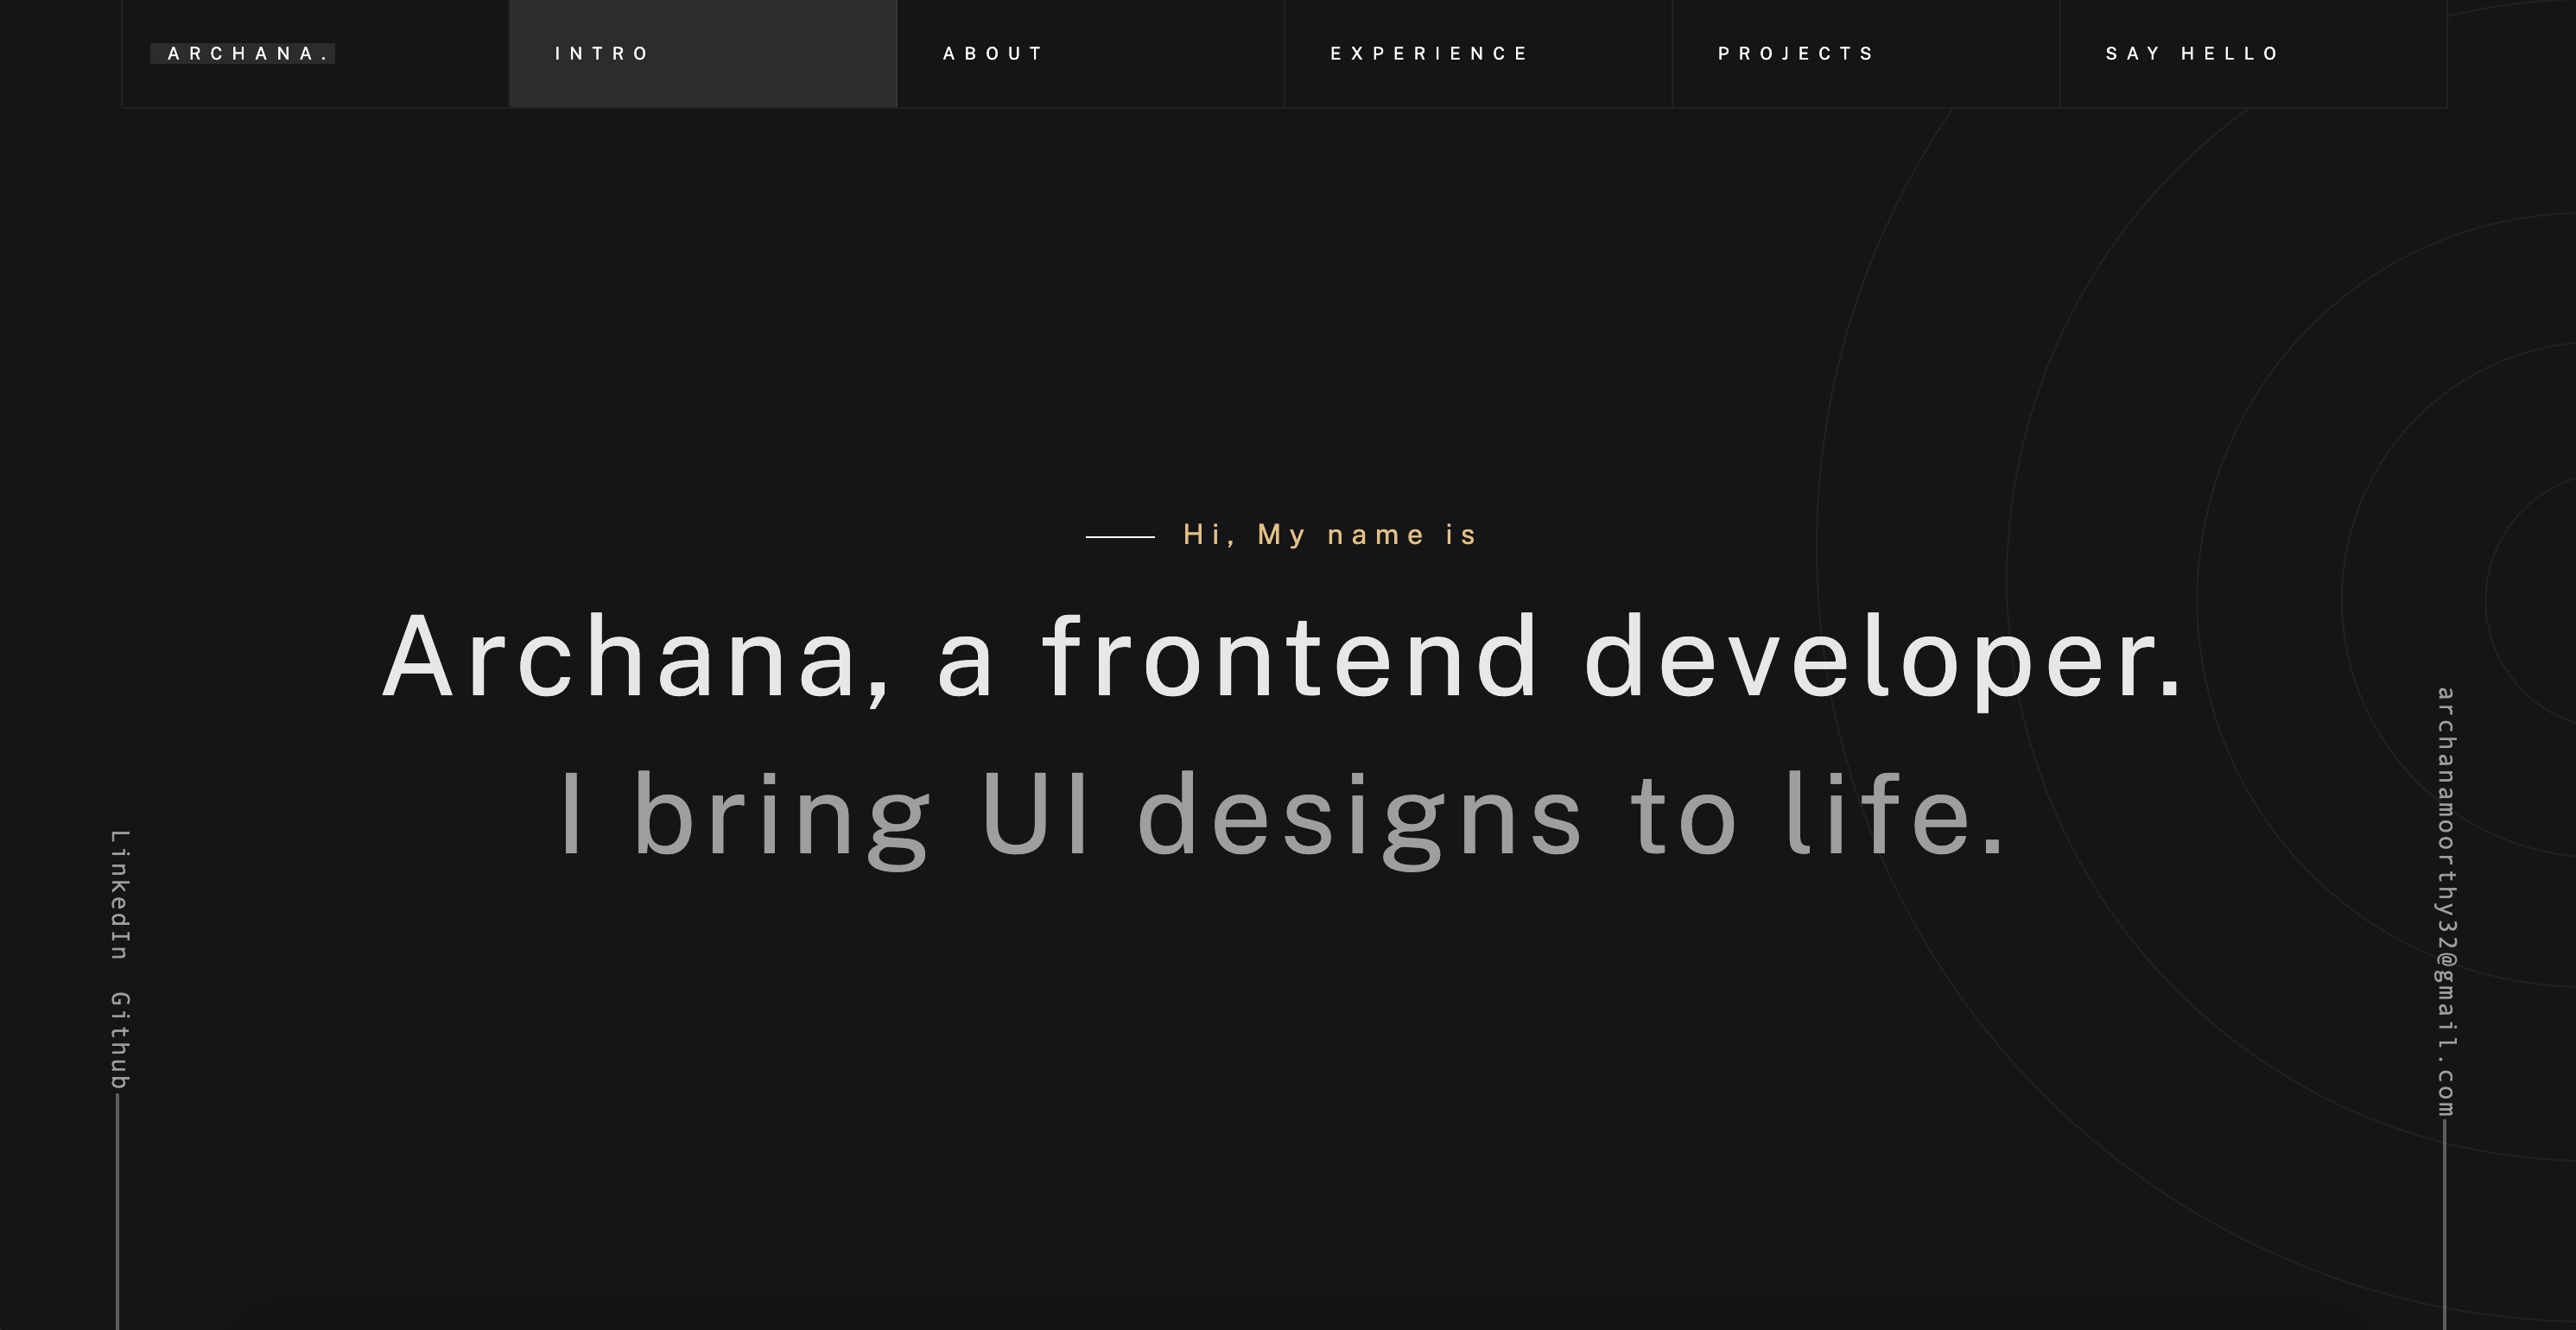 ARCHANA.
INTRO
ABOUT
EXPERIENCE
PROJECTS
SAY HELLO
Hi, My name is
Archana, a frontend developer.
I bring UI designs to life.
LinkedIn Github
archanamoorthy32@gmail.com